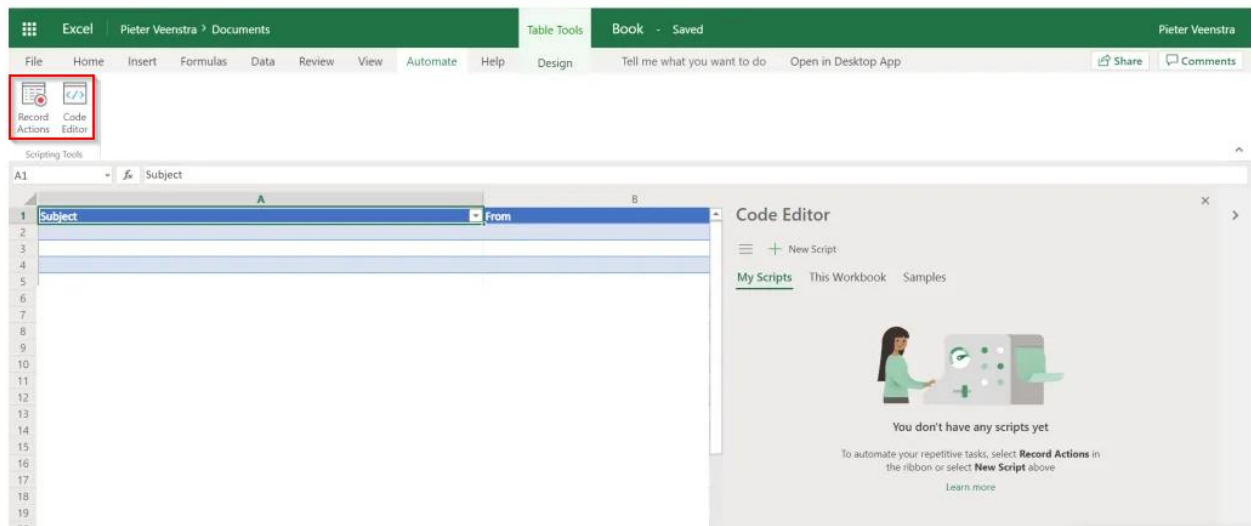 Excel Pieter Veenstra > Documents Table Tools Book - Saved Pieter Veenstra
File Home Insert Formulas Data Review View Automate Help Design Tell me what you want to do Open in Desktop App Share Comments
Record Actions
Code Editor
Scripting Tools
A1 fx Subject
A B
1 Subject From
2
3
4
5
6
7
8
9
10
11
12
13
14
15
16
17
18
19
Code Editor
New Script
My Scripts This Workbook Samples
You don't have any scripts yet
To automate your repetitive tasks, select Record Actions in
the ribbon or select New Script above
Learn more